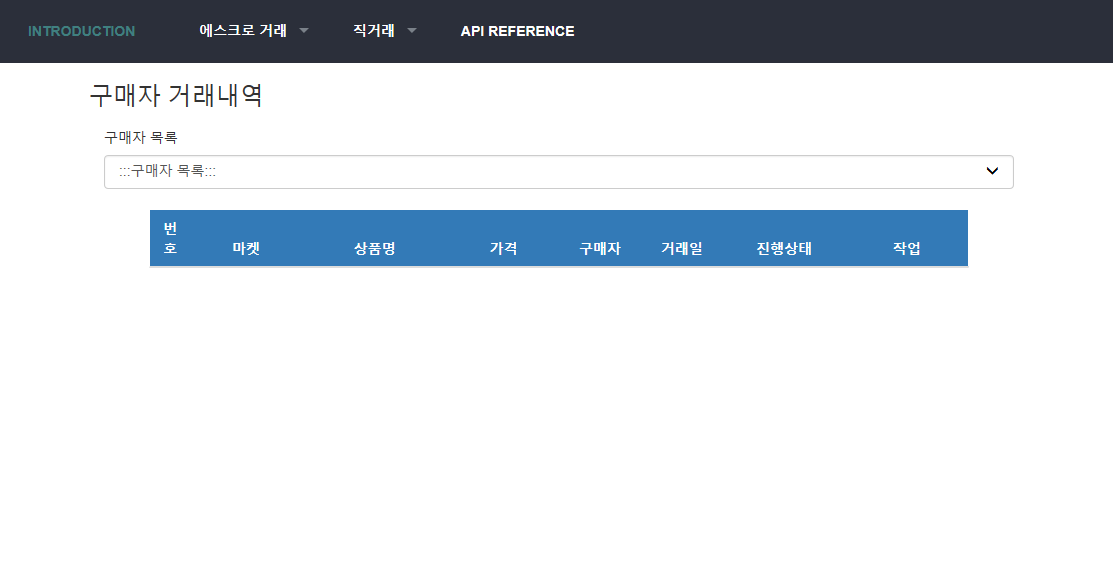 INTRODUCTION 에스크로 거래 직거래 API REFERENCE
구매자 거래내역
구매자 목록
:::구매자 목록:::
번호 마켓 상품명 가격 구매자 거래일 진행상태 작업